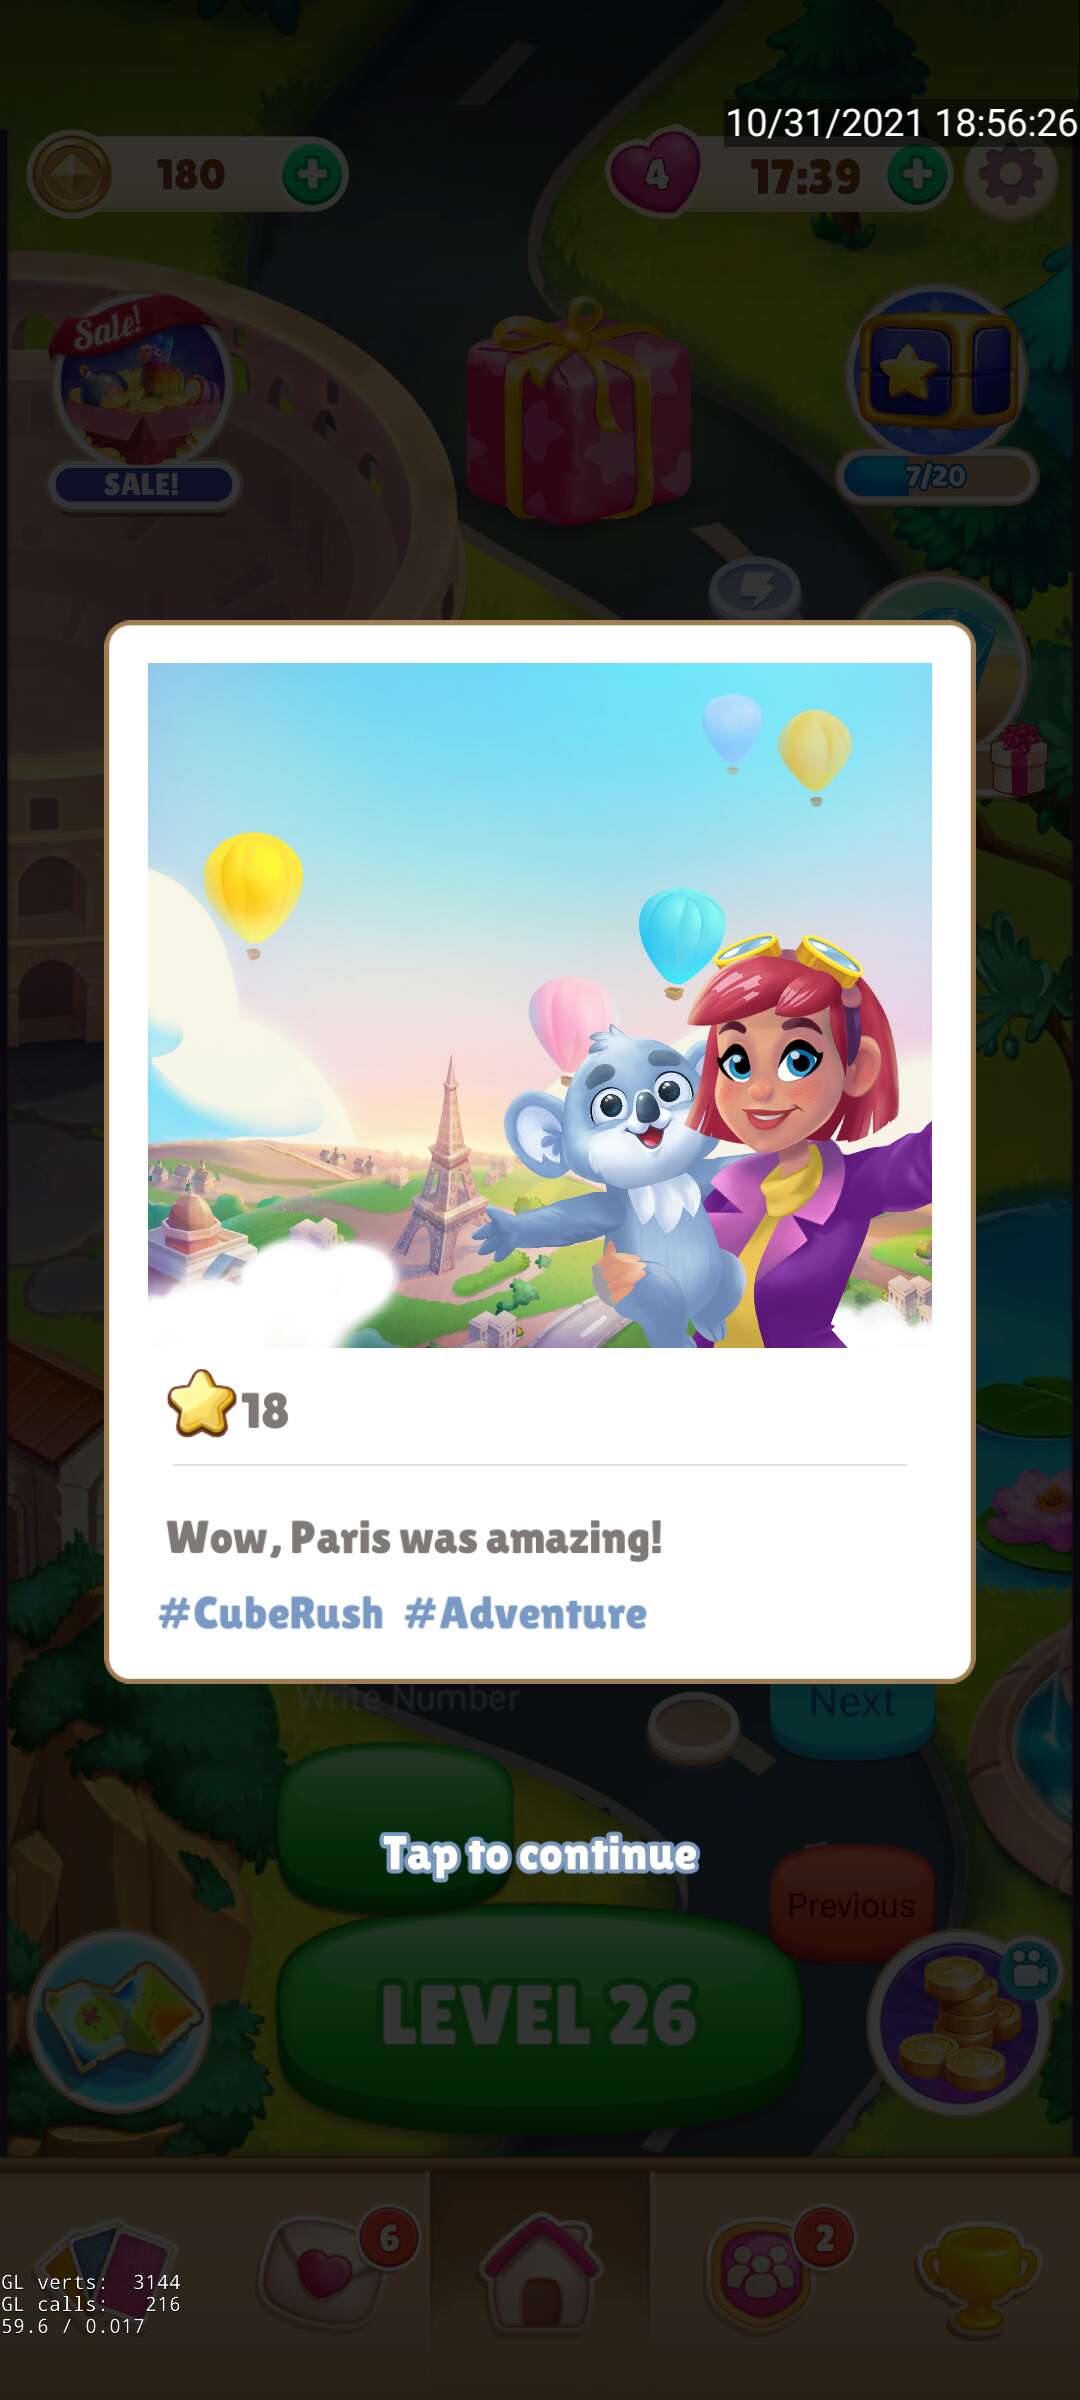 10/31/2021 18:56:26
180
4
17:39
Sale!
SALE!
7/20
18
Wow, Paris was amazing!
#CubeRush #Adventure
Write Number
Next
Tap to continue
Previous
LEVEL 26
6
2
GL verts: 3144
GL calls: 216
59.6 / 0.017